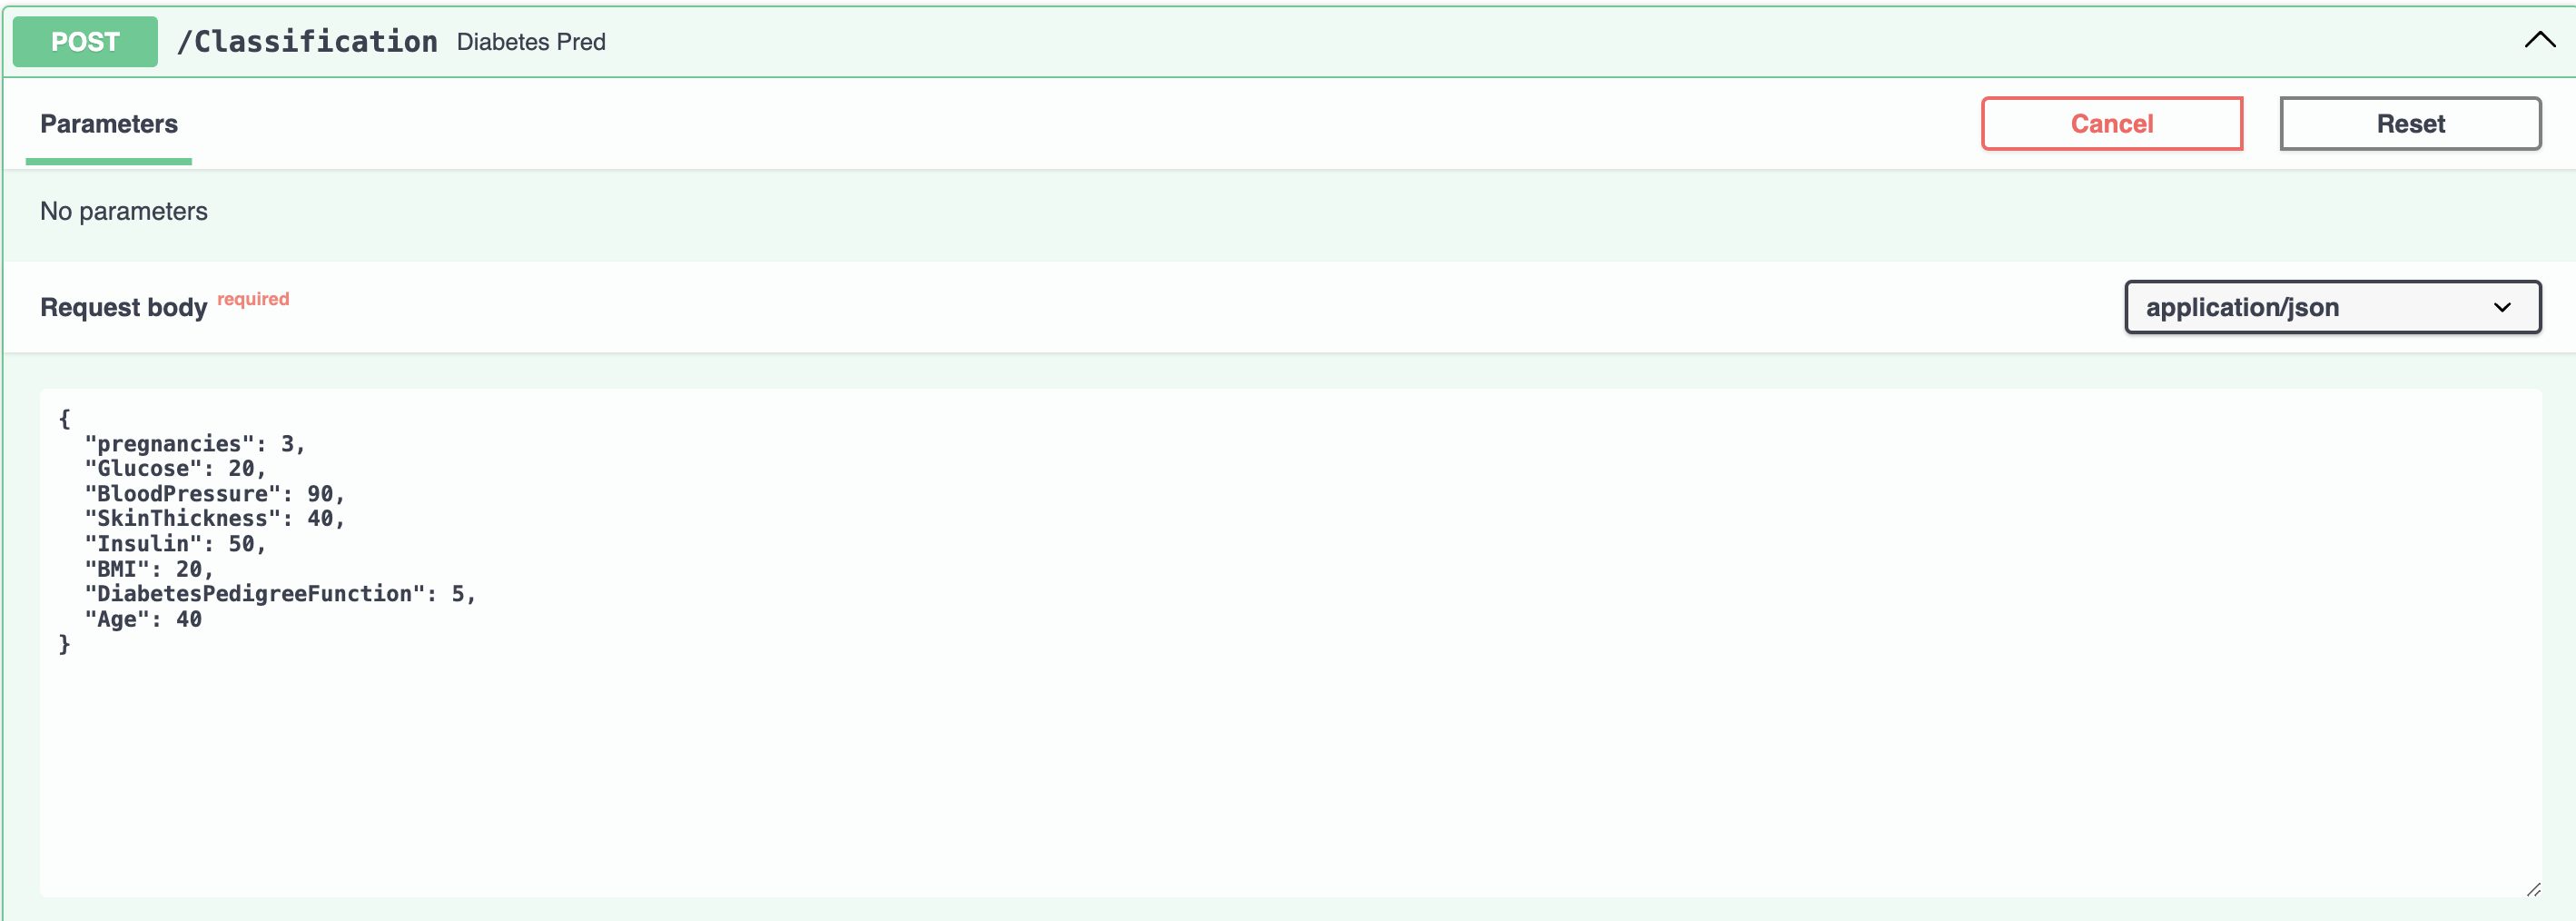 POST /Classification Diabetes Pred
Parameters Cancel Reset
No parameters
Request body required application/json
{
  "pregnancies": 3,
  "Glucose": 20,
  "BloodPressure": 90,
  "SkinThickness": 40,
  "Insulin": 50,
  "BMI": 20,
  "DiabetesPedigreeFunction": 5,
  "Age": 40
}